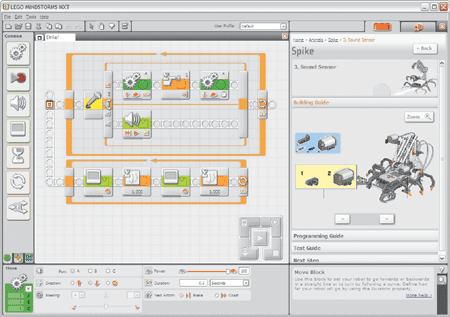 LEGO MINDSTORMS NXT
File Edit Tools Help
User Profile: Default
Common
Strike1
Home > Animals > Spike > 3. Sound Sensor
Spike
< Back
3. Sound Sensor
Building Guide
Zoom
1 2
Programming Guide
Test Guide
Next Step
Move
Port: A B C
Power:
Direction:
Duration: Seconds
Steering:
Next Action: Brake Coast
Move Block
Use this block to set your robot to go forwards or backwards
in a straight line or to turn by following a curve. Define how
far your robot will go by using the Duration property.
More help »